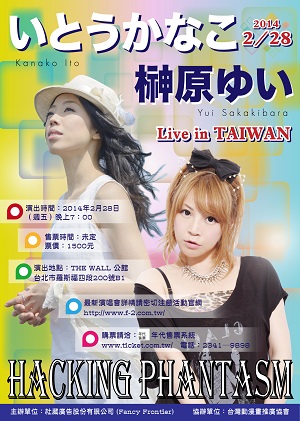 いとうかなこ
2014
2/28
Kanako Ito
榊原ゆい
Yui Sakakibara
Live in TAIWAN
演出時間：2014年2月28日
（週五）晚上7：00
售票時間：未定
票價：1500元
演出地點：THE WALL 公館
台北市羅斯福四段200號B1
最新演唱會詳情請密切注意活動官網
http://www.f-2.com.tw/
購票請洽：年代售票系統
www.ticket.com.tw/ 電話：2341－9898
HACKING PHANTASM
主辦單位：赴葳廣告股份有限公司 (Fancy Frontier)
協辦單位：台灣動漫畫推廣協會